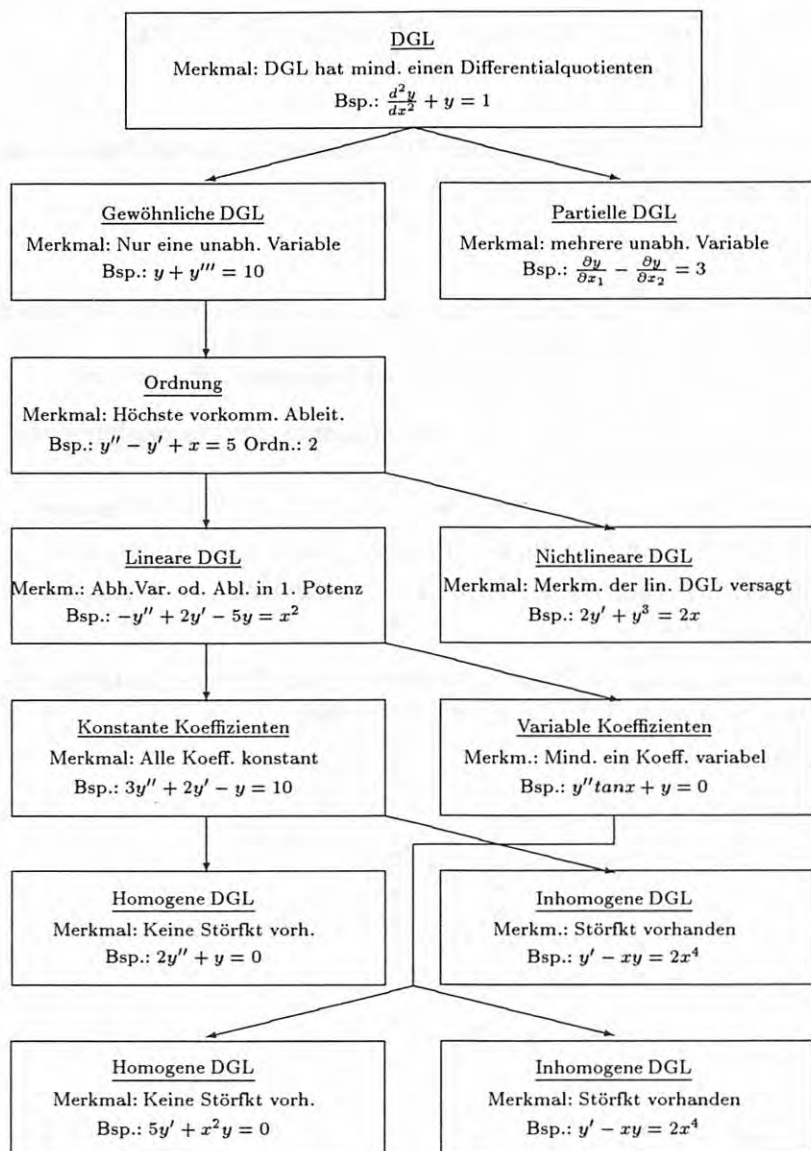 DGL
Merkmal: DGL hat mind. einen Differentialquotienten
Bsp.: $\frac{d^2y}{dx^2} + y = 1$
Gewöhnliche DGL
Merkmal: Nur eine unabh. Variable
Bsp.: $y + y''' = 10$
Partielle DGL
Merkmal: mehrere unabh. Variable
Bsp.: $\frac{\partial y}{\partial x_1} - \frac{\partial y}{\partial x_2} = 3$
Ordnung
Merkmal: Höchste vorkomm. Ableit.
Bsp.: $y'' - y' + x = 5$ Ordn.: 2
Lineare DGL
Merkm.: Abh.Var. od. Abl. in 1. Potenz
Bsp.: $-y'' + 2y' - 5y = x^2$
Nichtlineare DGL
Merkmal: Merkm. der lin. DGL versagt
Bsp.: $2y' + y^3 = 2x$
Konstante Koeffizienten
Merkmal: Alle Koeff. konstant
Bsp.: $3y'' + 2y' - y = 10$
Variable Koeffizienten
Merkm.: Mind. ein Koeff. variabel
Bsp.: $y''tanx + y = 0$
Homogene DGL
Merkmal: Keine Störfkt vorh.
Bsp.: $2y'' + y = 0$
Inhomogene DGL
Merkm.: Störfkt vorhanden
Bsp.: $y' - xy = 2x^4$
Homogene DGL
Merkmal: Keine Störfkt vorh.
Bsp.: $5y' + x^2y = 0$
Inhomogene DGL
Merkmal: Störfkt vorhanden
Bsp.: $y' - xy = 2x^4$